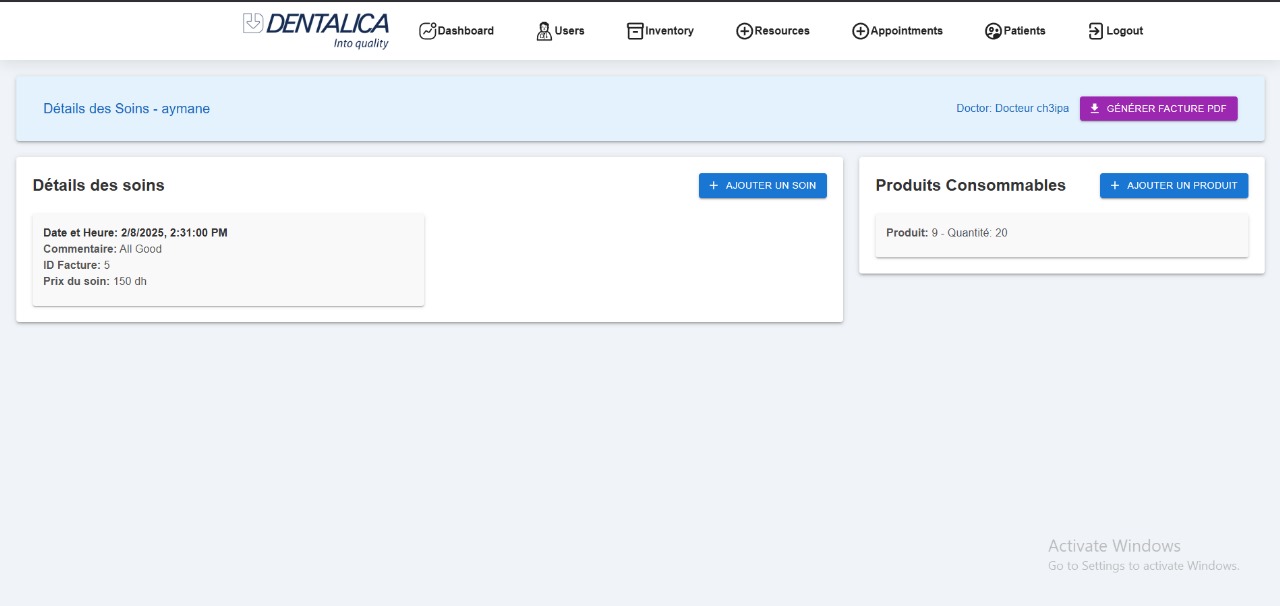 DENTALICA
Into quality
Dashboard Users Inventory Resources Appointments Patients Logout
Détails des Soins - aymane
Doctor: Docteur ch3ipa
GÉNÉRER FACTURE PDF
Détails des soins
AJOUTER UN SOIN
Date et Heure: 2/8/2025, 2:31:00 PM
Commentaire: All Good
ID Facture: 5
Prix du soin: 150 dh
Produits Consommables
AJOUTER UN PRODUIT
Produit: 9 - Quantité: 20
Activate Windows
Go to Settings to activate Windows.